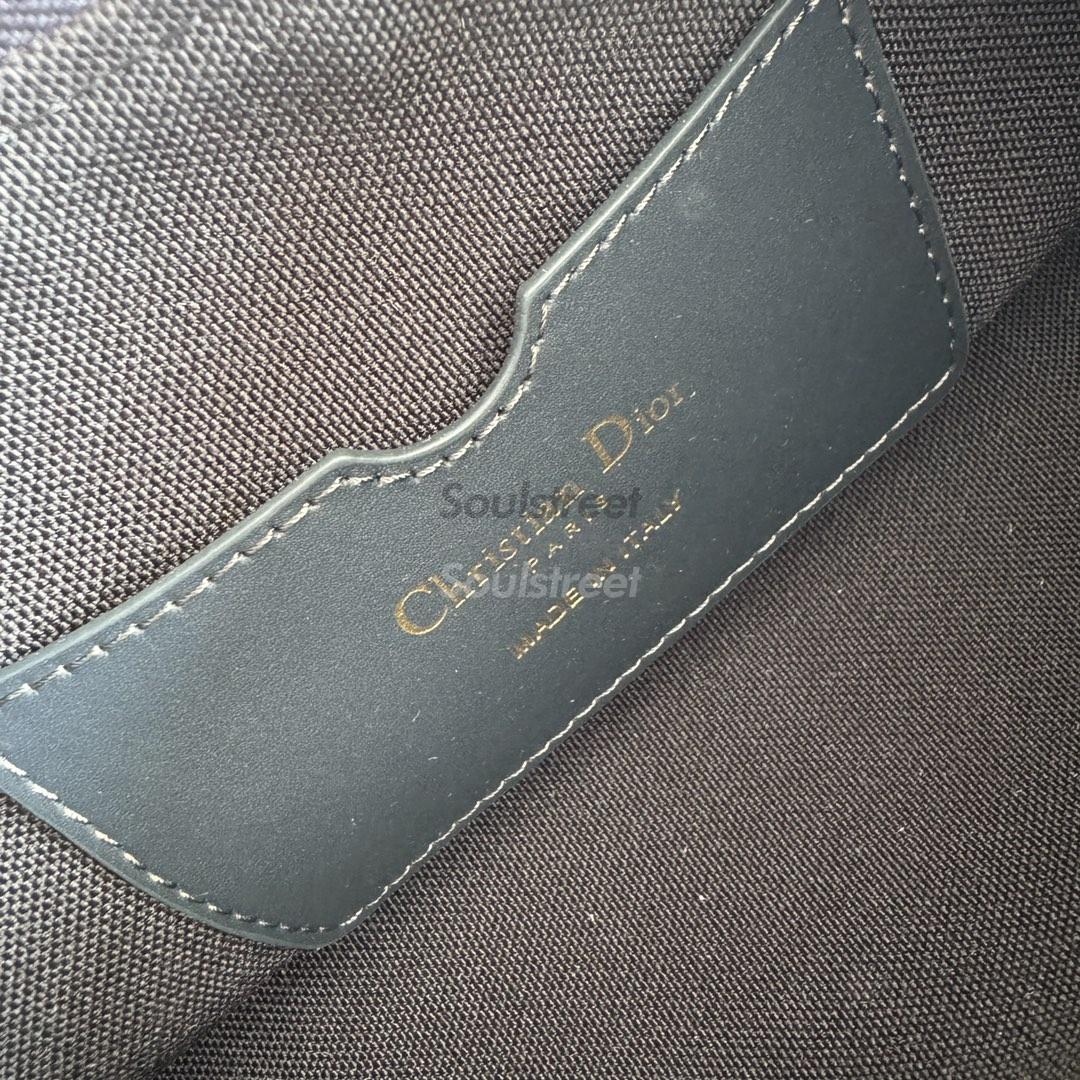 Christian Dior
PARIS
MADE IN ITALY
Soulstreet
Soulstreet